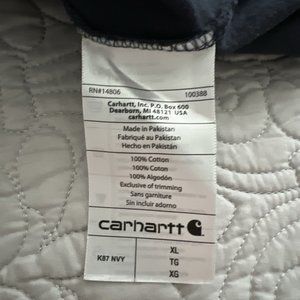 RN#14806 100388
Carhartt, Inc. P.O. Box 600
Dearborn, MI 48121 USA
carhartt.com
Made in Pakistan
Fabriqué au Pakistan
Hecho en Pakistán
100% Cotton
100% Coton
100% Algodón
Exclusive of trimming
Sans garniture
Sin incluir adorno
carhartt
XL
K87 NVY TG
XG